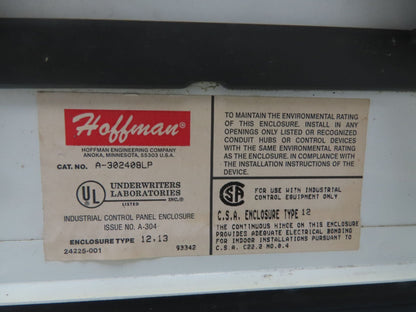 Hoffman®
HOFFMAN ENGINEERING COMPANY
ANOKA, MINNESOTA, 55303 U.S.A.
CAT. NO. A-302408LP
UL
UNDERWRITERS
LABORATORIES
INC.®
LISTED
INDUSTRIAL CONTROL PANEL ENCLOSURE
ISSUE NO. A-304
ENCLOSURE TYPE 12,13
24225-001 93342
TO MAINTAIN THE ENVIRONMENTAL RATING
OF THIS ENCLOSURE, INSTALL IN ANY
OPENINGS ONLY LISTED OR RECOGNIZED
CONDUIT HUBS OR CONTROL DEVICES
WITH THE SAME ENVIRONMENTAL RATING
AS THE ENCLOSURE. IN COMPLIANCE WITH
THE INSTALLATION INSTRUCTIONS OF THE
DEVICE.
SA
FOR USE WITH INDUSTRIAL
CONTROL EQUIPMENT ONLY
C.S.A. ENCLOSURE TYPE 12
THE CONTINUOUS HINGE ON THIS ENCLOSURE
PROVIDES ADEQUATE ELECTRICAL BONDING
FOR INDOOR INSTALLATIONS PURSUANT TO
C.S.A. C22.2 NO.0.4